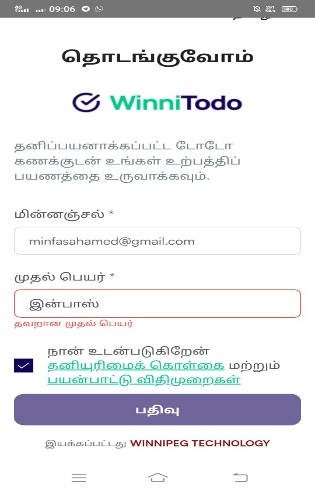 09:06
தொடங்குவோம்
WinniTodo
தனிப்பயனாக்கப்பட்ட டோடோ
கணக்குடன் உங்கள் உற்பத்திப்
பயணத்தை உருவாக்கவும்.
மின்னஞ்சல் *
minfasahamed@gmail.com
முதல் பெயர் *
இன்பாஸ்
தவறான முதல் பெயர்
நான் உடன்படுகிறேன்
தனியுரிமைக் கொள்கை மற்றும்
பயன்பாட்டு விதிமுறைகள்
பதிவு
இயக்கப்பட்டது WINNIPEG TECHNOLOGY